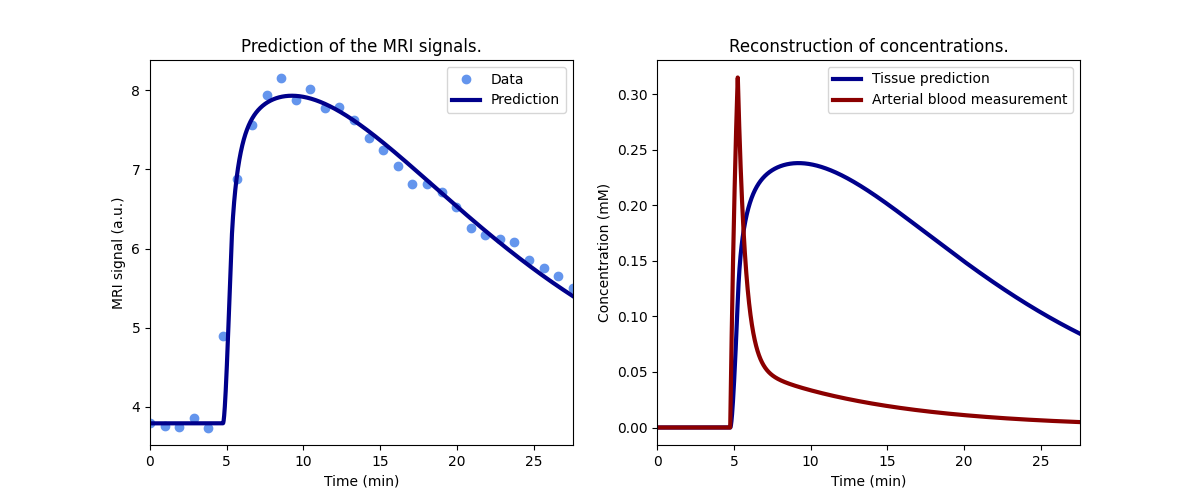 Prediction of the MRI signals.
MRI signal (a.u.)
8
7
6
5
4
Data
Prediction
0
5
10
15
20
25
Time (min)
Reconstruction of concentrations.
Concentration (mM)
0.30
0.25
0.20
0.15
0.10
0.05
0.00
Tissue prediction
Arterial blood measurement
0
5
10
15
20
25
Time (min)